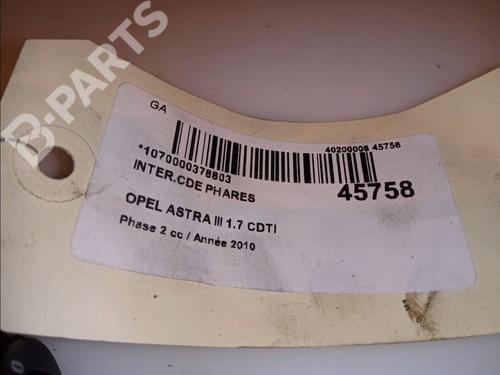 B-PARTS
GA
40200008 45758
*1070000378803
INTER.CDE PHARES
45758
OPEL ASTRA III 1.7 CDTI
Phase 2 cc / Année 2010